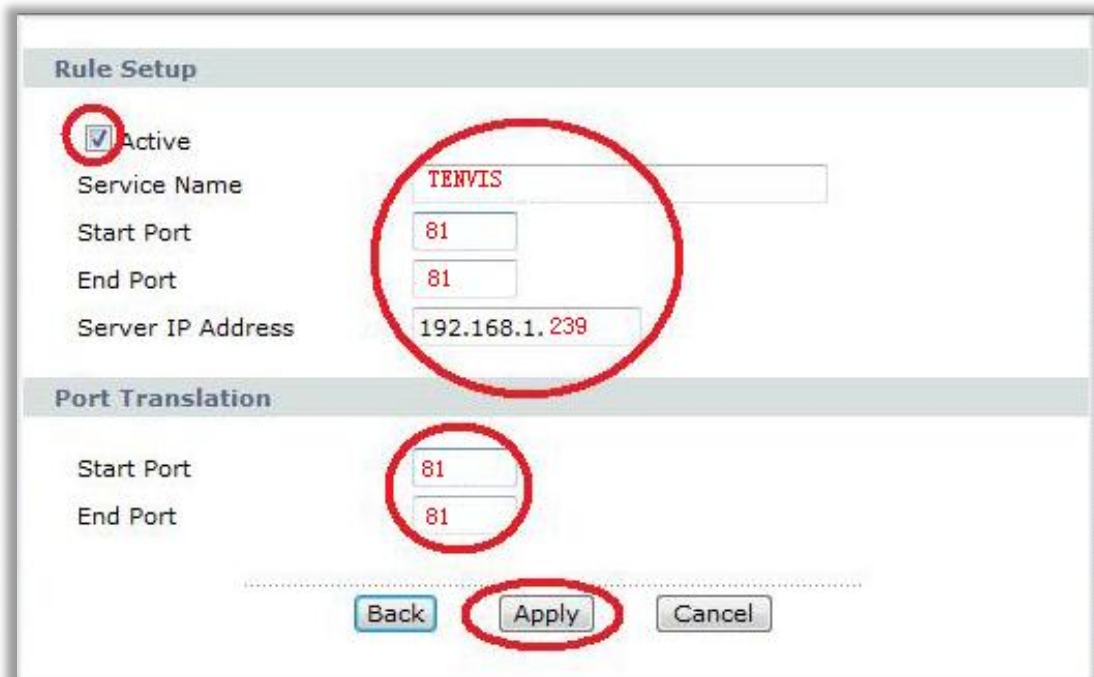 Rule Setup
Active
Service Name TENVIS
Start Port 81
End Port 81
Server IP Address 192.168.1.239
Port Translation
Start Port 81
End Port 81
Back Apply Cancel